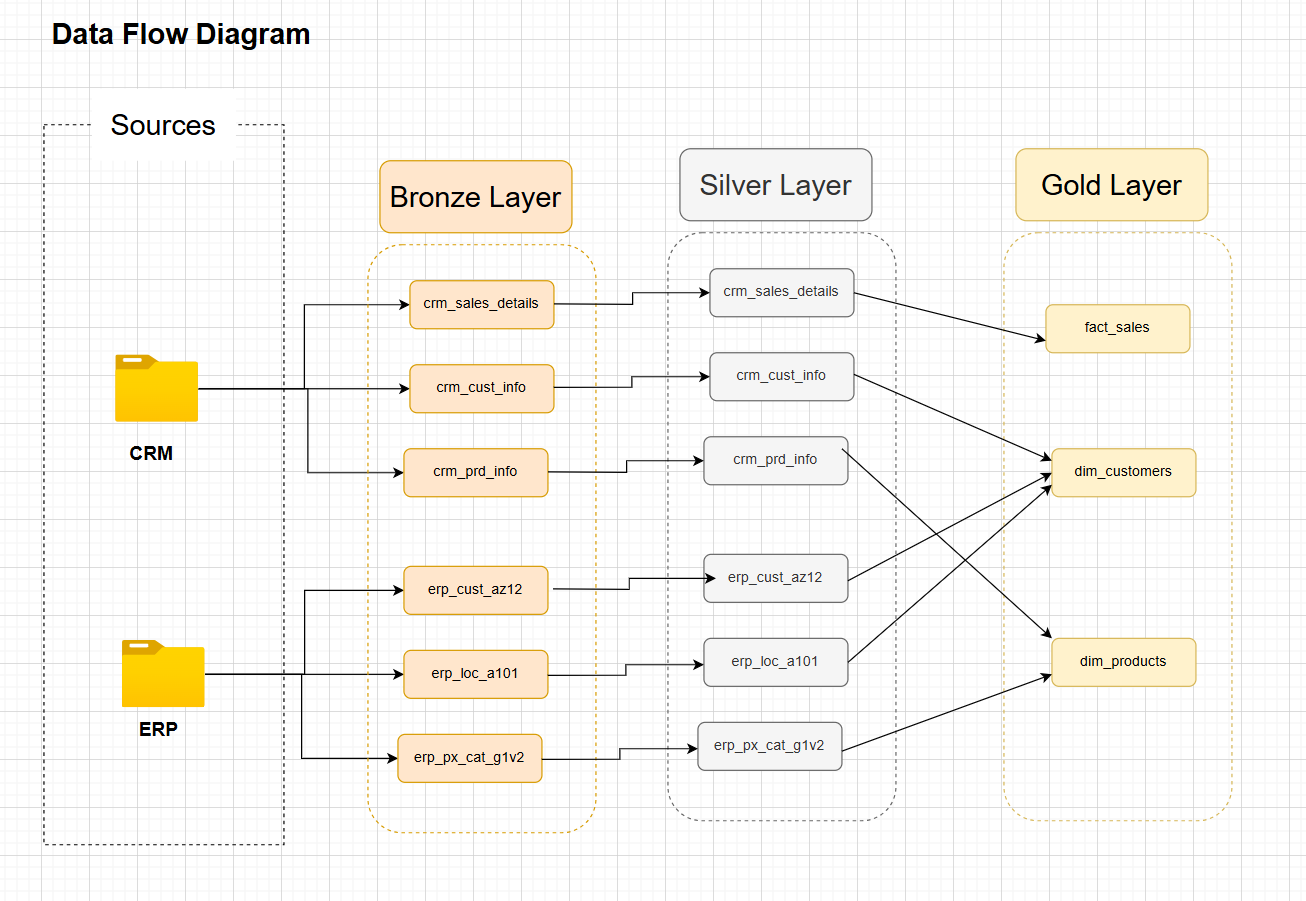 Data Flow Diagram
Sources
Bronze Layer
Silver Layer
Gold Layer
crm_sales_details
crm_cust_info
crm_prd_info
erp_cust_az12
erp_loc_a101
erp_px_cat_g1v2
crm_sales_details
crm_cust_info
crm_prd_info
erp_cust_az12
erp_loc_a101
erp_px_cat_g1v2
fact_sales
dim_customers
dim_products
CRM
ERP